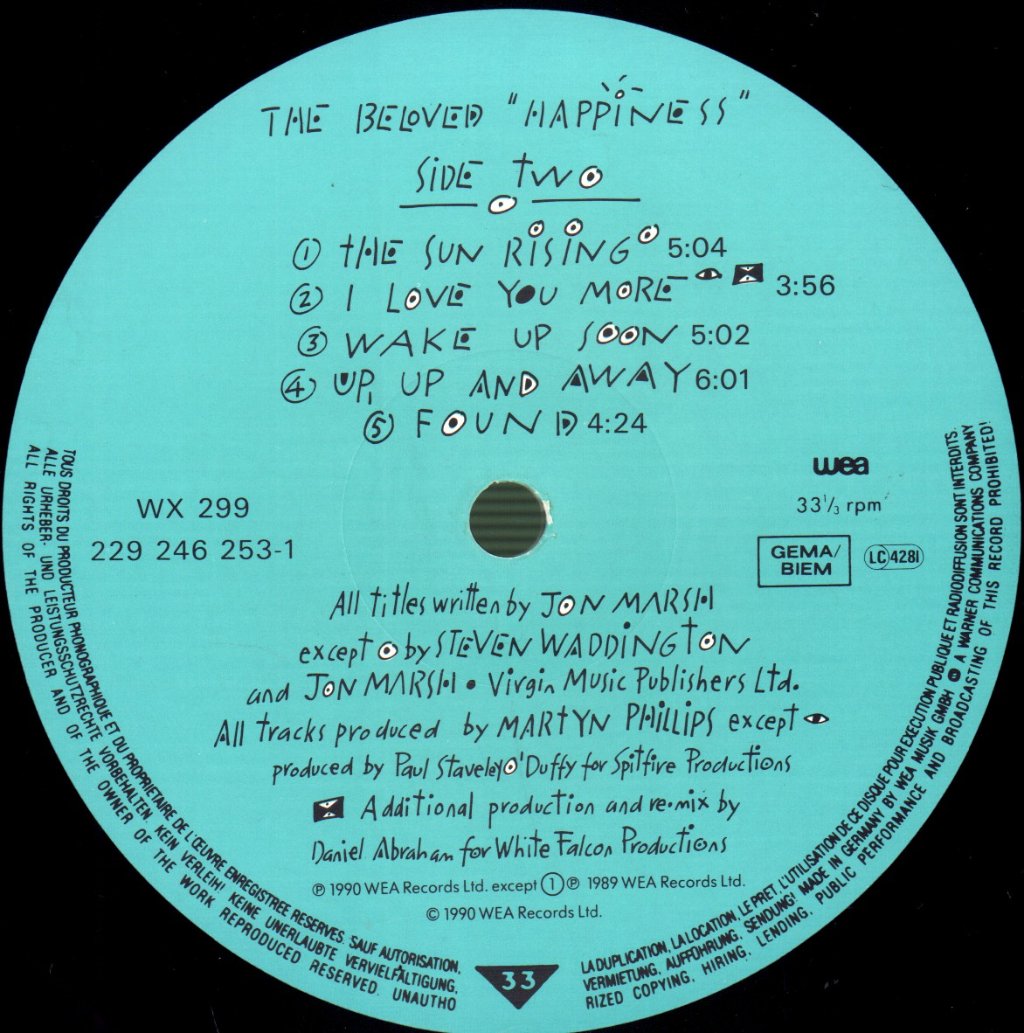 THE BELOVED "HAPPINESS"
SIDE TWO
① THE SUN RISING 5:04
② I LOVE YOU MORE 3:56
③ WAKE UP SOON 5:02
④ UP, UP AND AWAY 6:01
⑤ FOUND 4:24
WX 299
229 246 253-1
wea
33⅓ rpm
GEMA/
BIEM
LC 4281
All titles written by JON MARSH
except by STEVEN WADDINGTON
and JON MARSH • Virgin Music Publishers Ltd.
All tracks produced by MARTYN PHILLIPS except
produced by Paul Staveley O'Duffy for Spitfire Productions
Additional production and re•mix by
Daniel Abraham for White Falcon Productions
℗ 1990 WEA Records Ltd. except ① ℗ 1989 WEA Records Ltd.
© 1990 WEA Records Ltd.
TOUS DROITS DU PRODUCTEUR PHONOGRAPHIQUE ET DU PROPRIETAIRE DE L'ŒUVRE ENREGISTREE RESERVES. SAUF AUTORISATION,
ALLE URHEBER- UND LEISTUNGSSCHUTZRECHTE VORBEHALTEN KEIN VERLEIH! KEINE UNERLAUBTE VERVIELFÄLTIGUNG,
ALL RIGHTS OF THE PRODUCER AND OF THE OWNER OF THE WORK REPRODUCED RESERVED. UNAUTHO
33
LA DUPLICATION, LA LOCATION, LE PRET, L'UTILISATION DE CE DISQUE POUR EXECUTION PUBLIQUE ET RADIODIFFUSION SONT INTERDITS.
VERMIETUNG, AUFFÜHRUNG, SENDUNG! MADE IN GERMANY BY WEA MUSIK GMBH A WARNER COMMUNICATIONS COMPANY
RIZED COPYING, HIRING, LENDING, PUBLIC PERFORMANCE AND BROADCASTING OF THIS RECORD PROHIBITED!